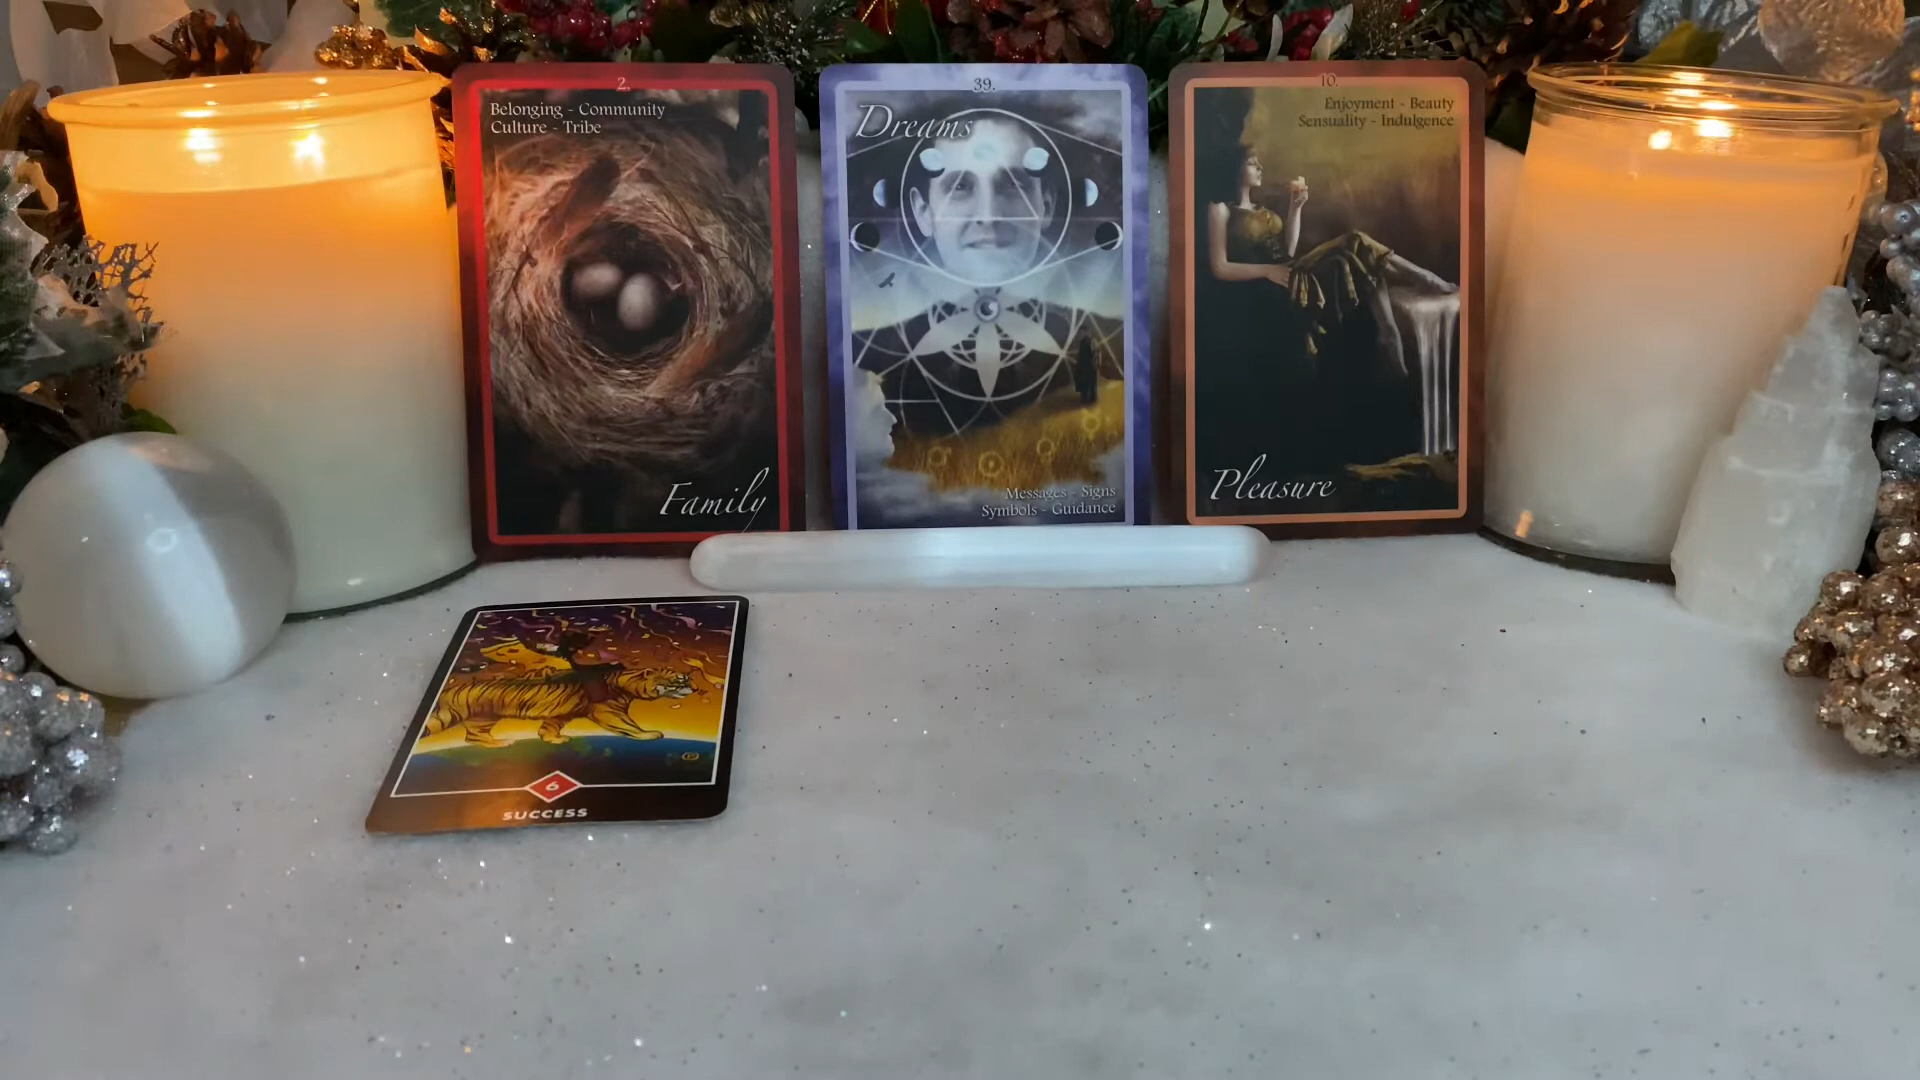 2.
Belonging - Community
Culture - Tribe
Family
39.
Dreams
Messages - Signs
Symbols - Guidance
10.
Enjoyment - Beauty
Sensuality - Indulgence
Pleasure
6
SUCCESS